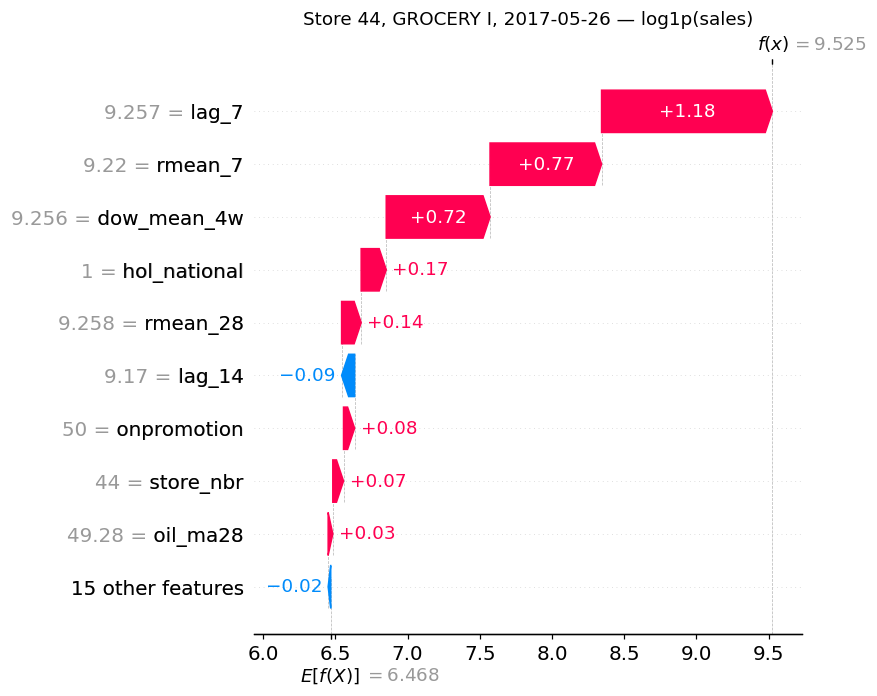 Store 44, GROCERY I, 2017-05-26 — log1p(sales)
f(x) = 9.525
9.257 = lag_7 +1.18
9.22 = rmean_7 +0.77
9.256 = dow_mean_4w +0.72
1 = hol_national +0.17
9.258 = rmean_28 +0.14
9.17 = lag_14 −0.09
50 = onpromotion +0.08
44 = store_nbr +0.07
49.28 = oil_ma28 +0.03
15 other features −0.02
6.0 6.5 7.0 7.5 8.0 8.5 9.0 9.5
E[f(X)] = 6.468